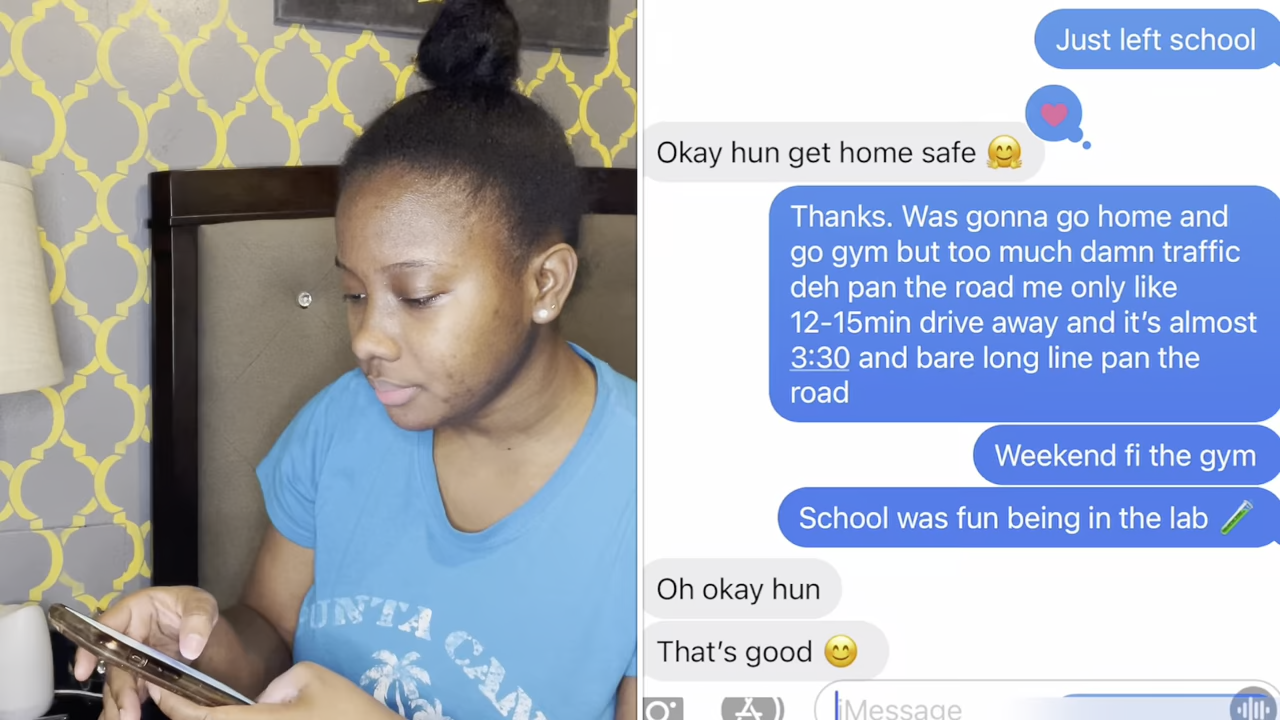 Just left school
Okay hun get home safe 🤗
Thanks. Was gonna go home and
go gym but too much damn traffic
deh pan the road me only like
12-15min drive away and it's almost
3:30 and bare long line pan the
road
Weekend fi the gym
School was fun being in the lab 🧪
Oh okay hun
That's good 😊
iMessage